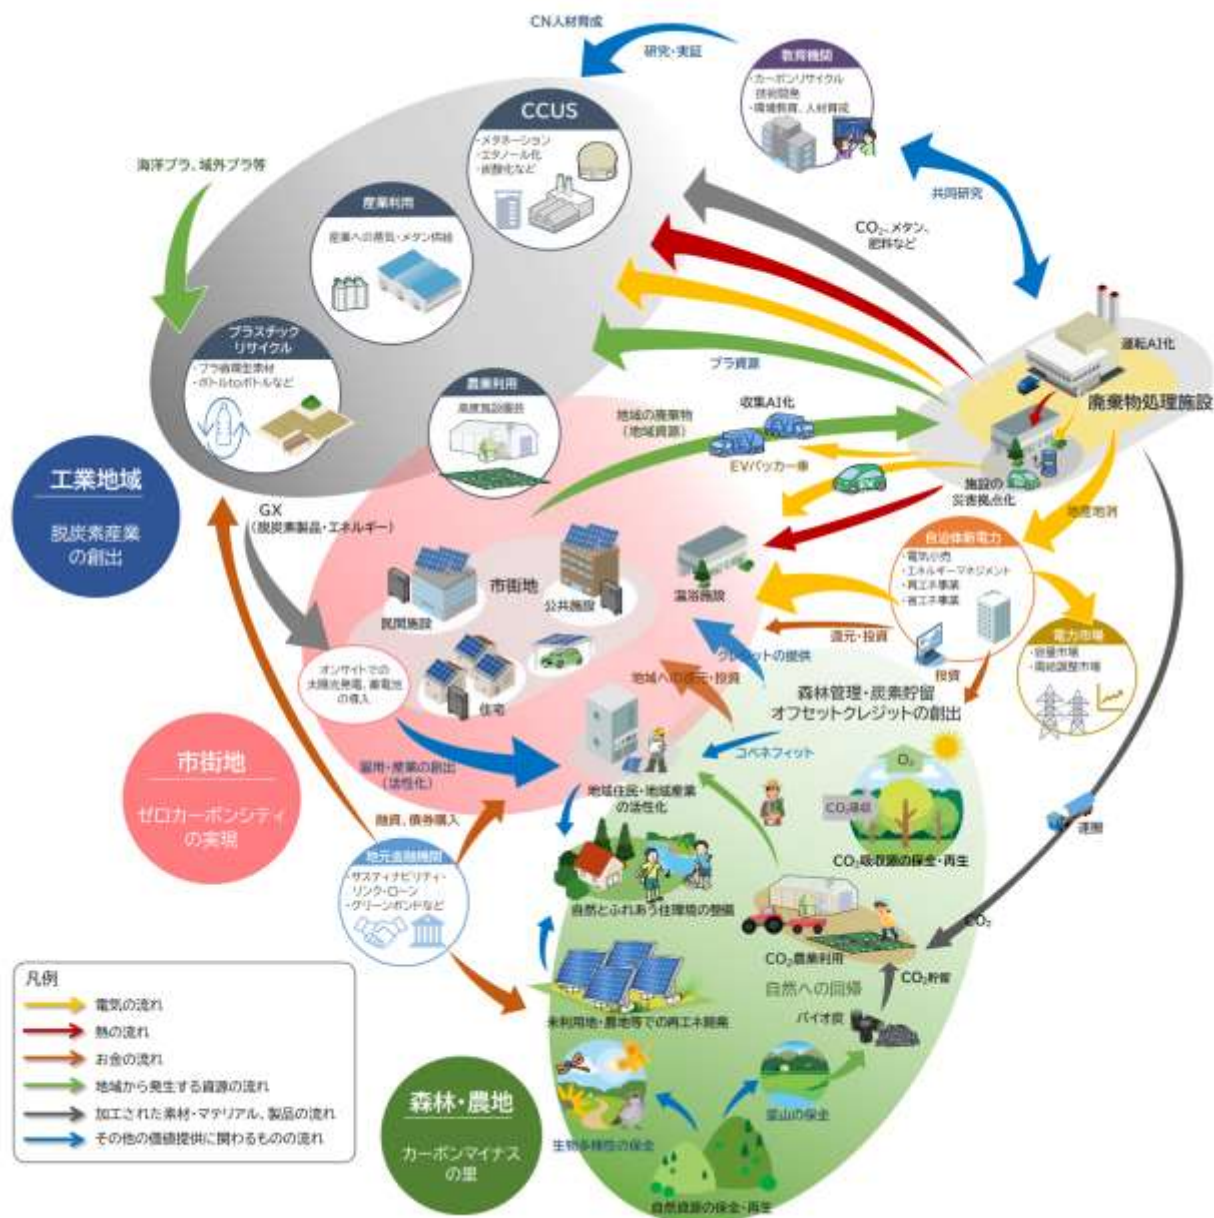 CN人材育成
研究・実証
教育機関
・カーボンリサイクル
技術開発
・環境教育、人材育成
CCUS
・メタネーション
・エタノール化
・炭酸化など
海洋プラ、域外プラ等
産業利用
産業への蒸気・メタン供給
共同研究
CO₂、メタン、
肥料など
プラスチック
リサイクル
・プラ循環型素材
・ボトルtoボトルなど
運転AI化
プラ資源
農業利用
高度施設園芸
地域の廃棄物
(地域資源)
収集AI化
EVパッカー車
廃棄物処理施設
施設の
災害拠点化
地産地消
工業地域
脱炭素産業
の創出
GX
(脱炭素製品・エネルギー)
自治体新電力
・電気小売
・エネルギーマネジメント
・再エネ事業
・省エネ事業
市街地
民間施設
公共施設
温浴施設
還元・投資
電力市場
・容量市場
・需給調整市場
クレジットの提供
投資
オンサイトでの
太陽光発電、蓄電池
の導入
住宅
地域への還元・投資
森林管理・炭素貯留
オフセットクレジットの創出
コベネフィット
市街地
ゼロカーボンシティ
の実現
雇用・産業の創出
(活性化)
地域住民・地域産業
の活性化
O₂
CO₂吸収
CO₂吸収源の保全・再生
運搬
融資、債券購入
地元金融機関
・サスティナビリティ・
リンク・ローン
・グリーンボンドなど
自然とふれあう住環境の整備
CO₂
CO₂農業利用
CO₂貯留
自然への回帰
バイオ炭
未利用地・農地等での再エネ開発
凡例
電気の流れ
熱の流れ
お金の流れ
地域から発生する資源の流れ
加工された素材・マテリアル、製品の流れ
その他の価値提供に関わるものの流れ
森林・農地
カーボンマイナス
の里
生物多様性の保全
里山の保全
自然資源の保全・再生